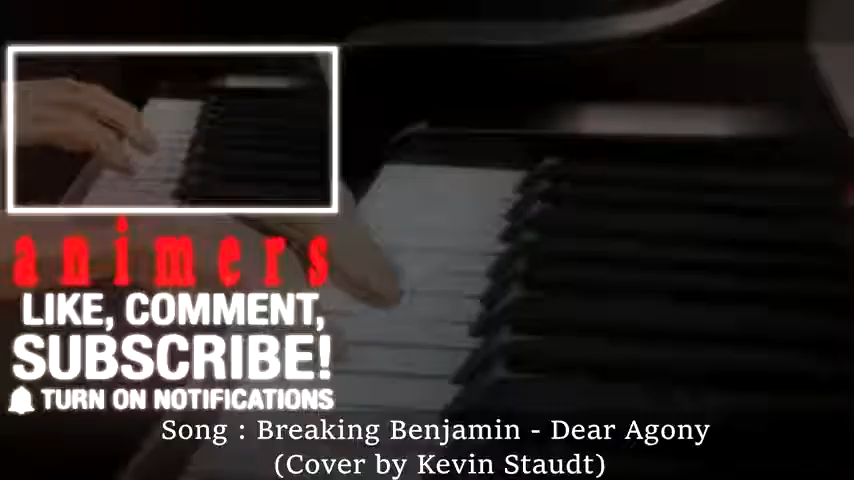 animers
LIKE, COMMENT,
SUBSCRIBE!
TURN ON NOTIFICATIONS
Song : Breaking Benjamin - Dear Agony
(Cover by Kevin Staudt)